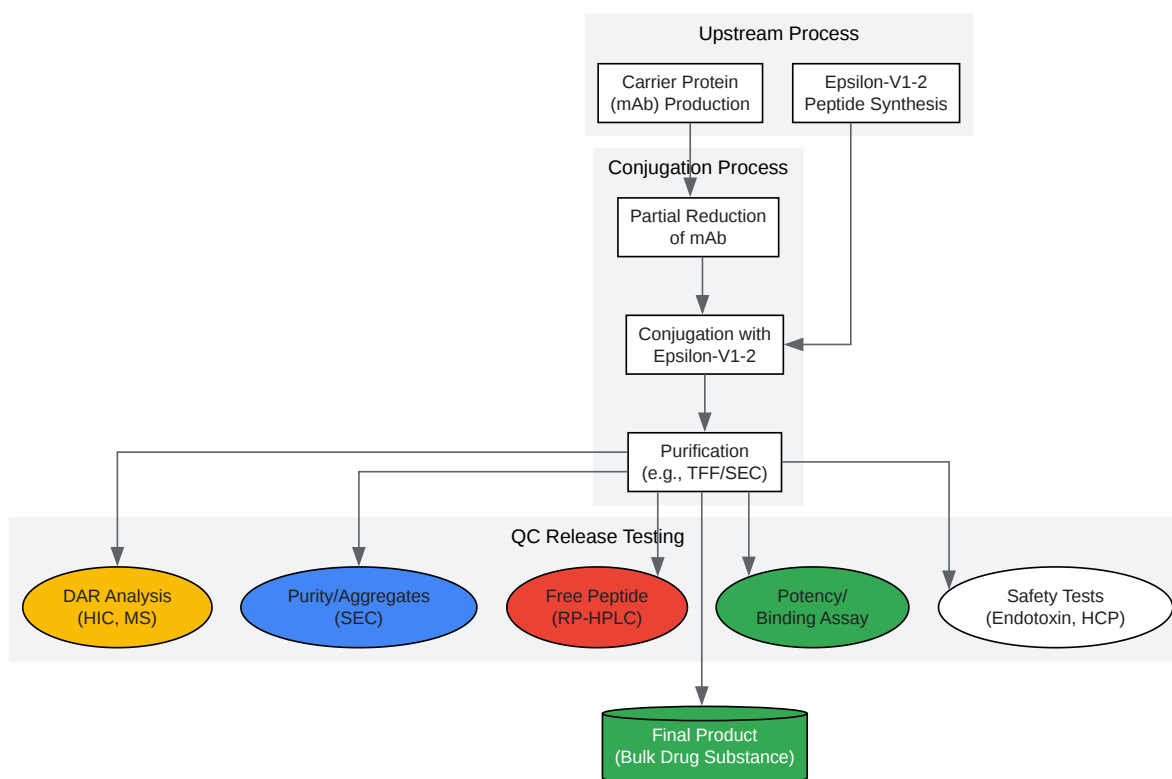 Upstream Process
Carrier Protein
(mAb) Production
Epsilon-V1-2
Peptide Synthesis
Conjugation Process
Partial Reduction
of mAb
Conjugation with
Epsilon-V1-2
Purification
(e.g., TFF/SEC)
QC Release Testing
DAR Analysis
(HIC, MS)
Purity/Aggregates
(SEC)
Free Peptide
(RP-HPLC)
Potency/
Binding Assay
Safety Tests
(Endotoxin, HCP)
Final Product
(Bulk Drug Substance)